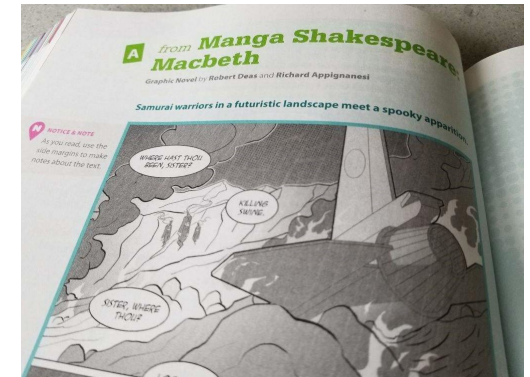 A from Manga Shakespeare:
Macbeth
Graphic Novel by Robert Deas and Richard Appignanesi
Samurai warriors in a futuristic landscape meet a spooky apparition.
NOTICE & NOTE
As you read, use the
side margins to make
notes about the text.
WHERE HAST THOU
BEEN, SISTER?
KILLING
SWINE.
SISTER, WHERE
THOU?